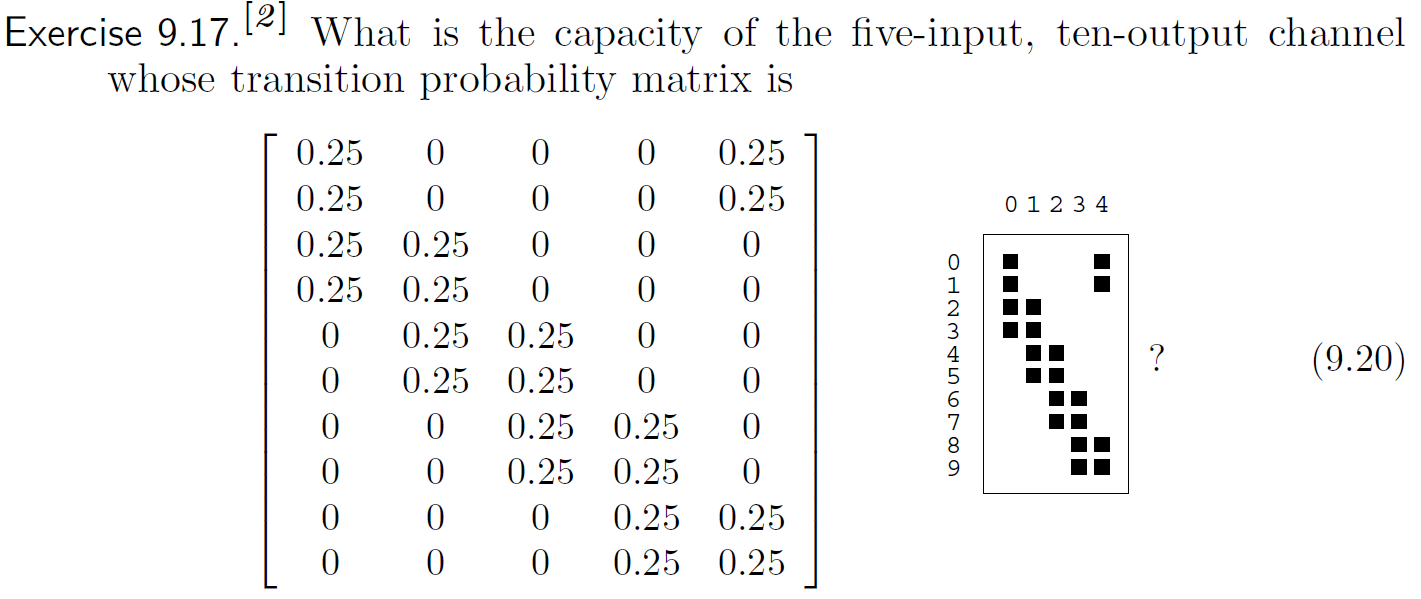 Exercise 9.17.[2] What is the capacity of the five-input, ten-output channel
whose transition probability matrix is
0.25 0 0 0 0.25
0.25 0 0 0 0.25
0.25 0.25 0 0 0
0.25 0.25 0 0 0
0 0.25 0.25 0 0
0 0.25 0.25 0 0
0 0 0.25 0.25 0
0 0 0.25 0.25 0
0 0 0 0.25 0.25
0 0 0 0.25 0.25
0 1 2 3 4
0
1
2
3
4
5
6
7
8
9
? (9.20)